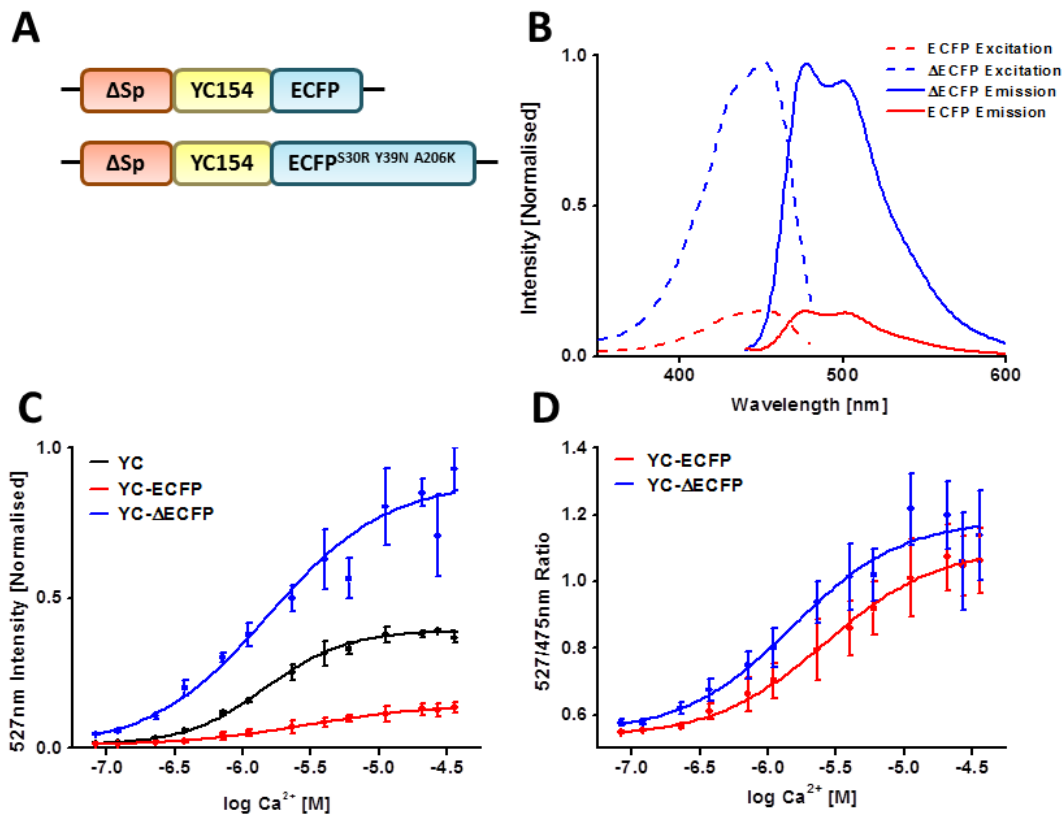 A
ΔSp YC154 ECFP
ΔSp YC154 ECFP^S30R Y39N A206K
B
Intensity [Normalised]
1.0
0.5
0.0
400 500 600
Wavelength [nm]
ECFP Excitation
ΔECFP Excitation
ΔECFP Emission
ECFP Emission
C
527nm Intensity [Normalised]
1.0
0.5
0.0
-7.0 -6.5 -6.0 -5.5 -5.0 -4.5
log Ca²⁺ [M]
YC
YC-ECFP
YC-ΔECFP
D
527/475nm Ratio
1.4
1.2
1.0
0.8
0.6
-7.0 -6.5 -6.0 -5.5 -5.0 -4.5
log Ca²⁺ [M]
YC-ECFP
YC-ΔECFP